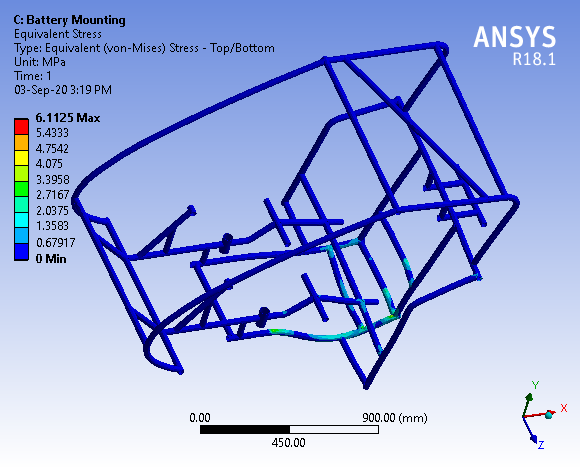 C: Battery Mounting
Equivalent Stress
Type: Equivalent (von-Mises) Stress - Top/Bottom
Unit: MPa
Time: 1
03-Sep-20 3:19 PM
ANSYS
R18.1
6.1125 Max
5.4333
4.7542
4.075
3.3958
2.7167
2.0375
1.3583
0.67917
0 Min
0.00
900.00 (mm)
450.00
Y
X
Z